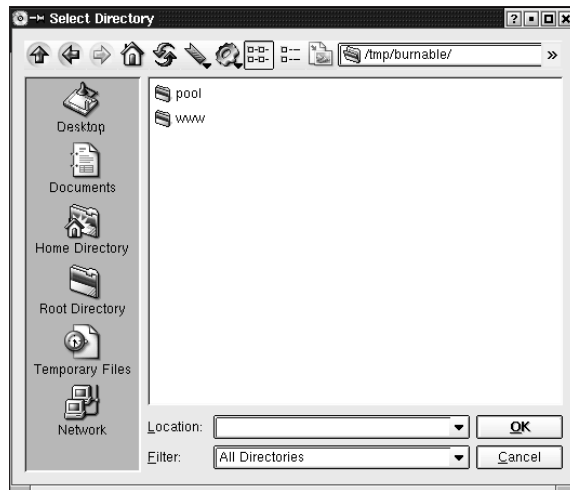 Select Directory
/tmp/burnable/
»
pool
www
Desktop
Documents
Home Directory
Root Directory
Temporary Files
Network
Location:
OK
Filter: All Directories
Cancel